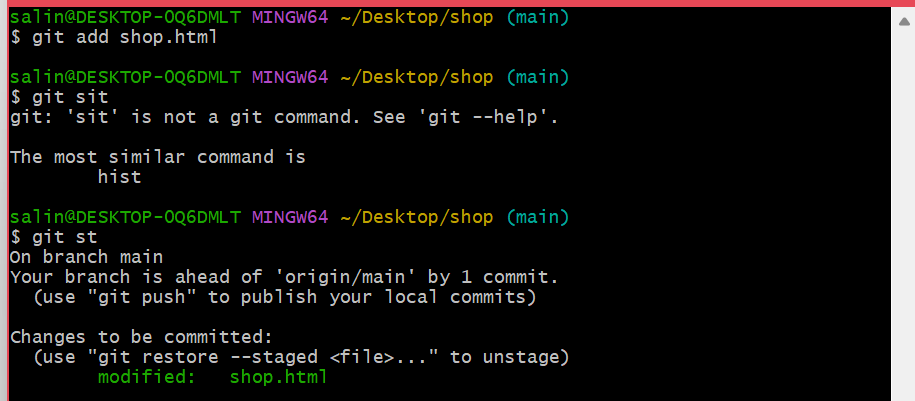 salin@DESKTOP-OQ6DMLT MINGW64 ~/Desktop/shop (main)
$ git add shop.html
salin@DESKTOP-OQ6DMLT MINGW64 ~/Desktop/shop (main)
$ git sit
git: 'sit' is not a git command. See 'git --help'.
The most similar command is
        hist
salin@DESKTOP-OQ6DMLT MINGW64 ~/Desktop/shop (main)
$ git st
On branch main
Your branch is ahead of 'origin/main' by 1 commit.
  (use "git push" to publish your local commits)
Changes to be committed:
  (use "git restore --staged <file>..." to unstage)
        modified:   shop.html